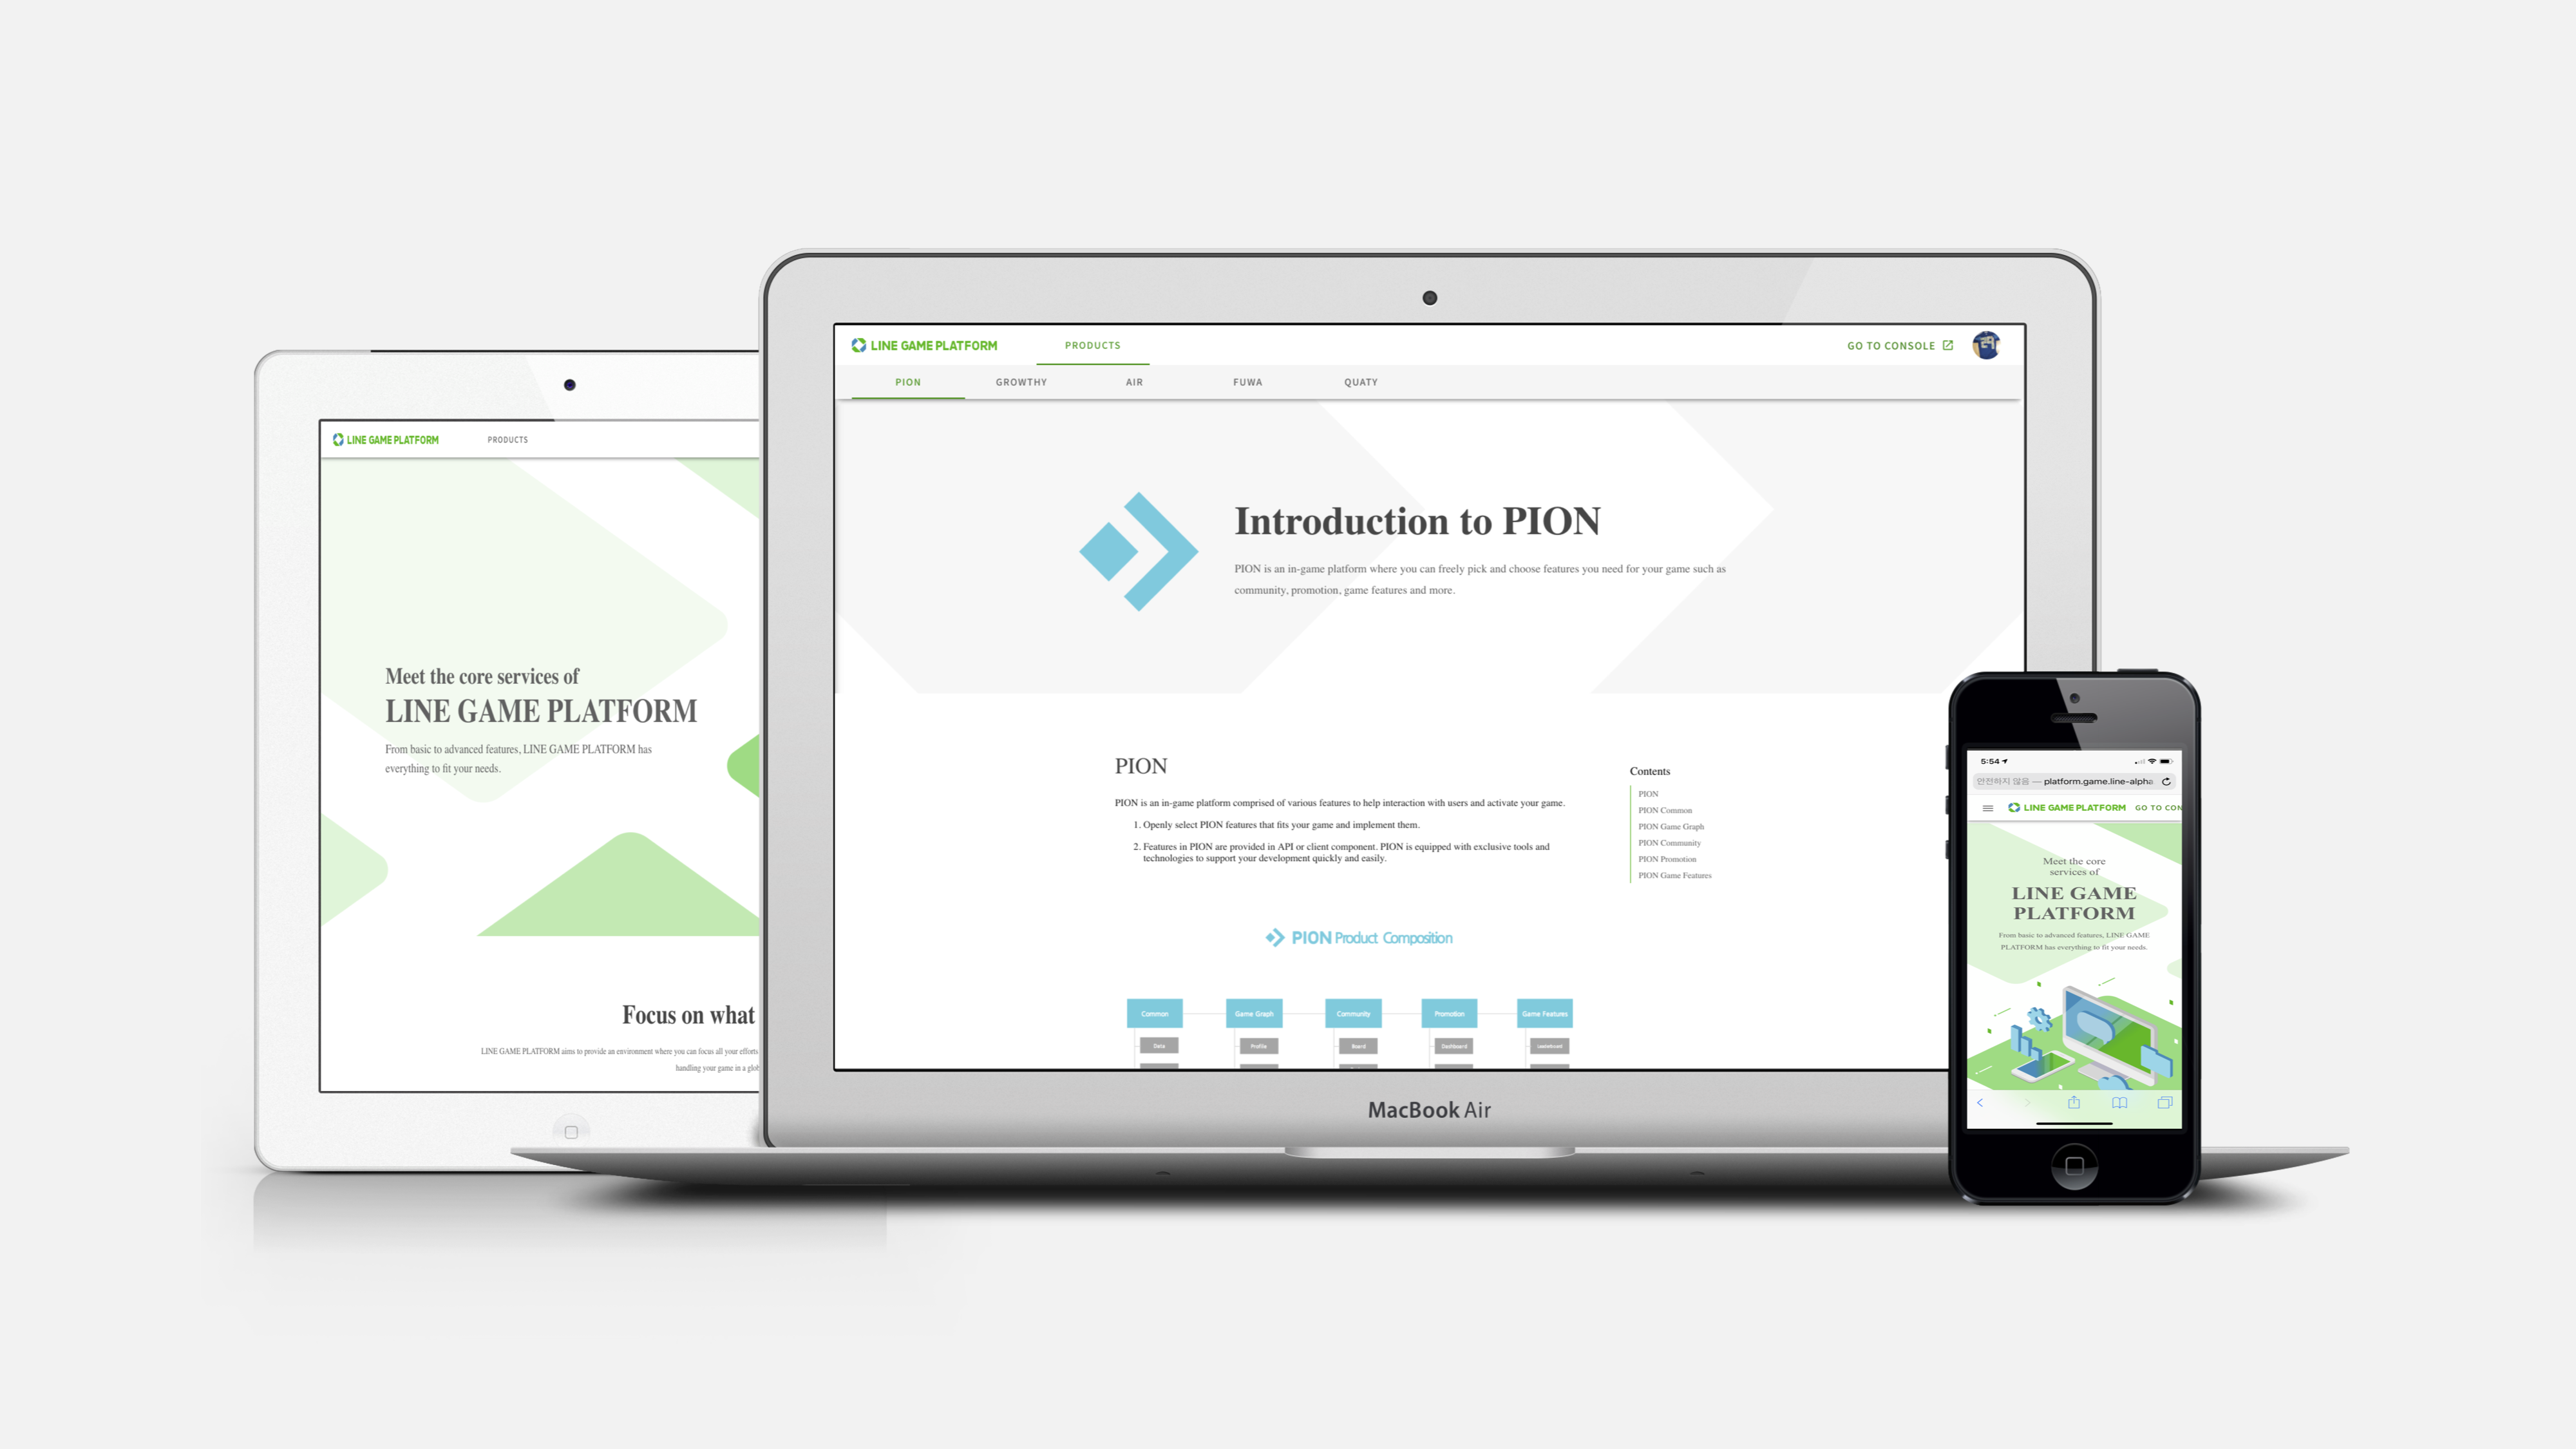 LINE GAME PLATFORM
PRODUCTS
Meet the core services of
LINE GAME PLATFORM
From basic to advanced features, LINE GAME PLATFORM has
everything to fit your needs.
Focus on what
LINE GAME PLATFORM aims to provide an environment where you can focus all your efforts
handling your game in a glob
LINE GAME PLATFORM
PRODUCTS
GO TO CONSOLE
29
PION
GROWTHY
AIR
FUWA
QUATY
Introduction to PION
PION is an in-game platform where you can freely pick and choose features you need for your game such as
community, promotion, game features and more.
PION
PION is an in-game platform comprised of various features to help interaction with users and activate your game.
1. Openly select PION features that fits your game and implement them.
2. Features in PION are provided in API or client component. PION is equipped with exclusive tools and
technologies to support your development quickly and easily.
Contents
PION
PION Common
PION Game Graph
PION Community
PION Promotion
PION Game Features
PION Product Composition
Common
Game Graph
Community
Promotion
Game Features
Data
Profile
Board
Dashboard
Leaderboard
MacBook Air
5:54
안전하지 않음 — platform.game.line-alpha
LINE GAME PLATFORM
GO TO CON
Meet the core
services of
LINE GAME
PLATFORM
From basic to advanced features, LINE GAME
PLATFORM has everything to fit your needs.